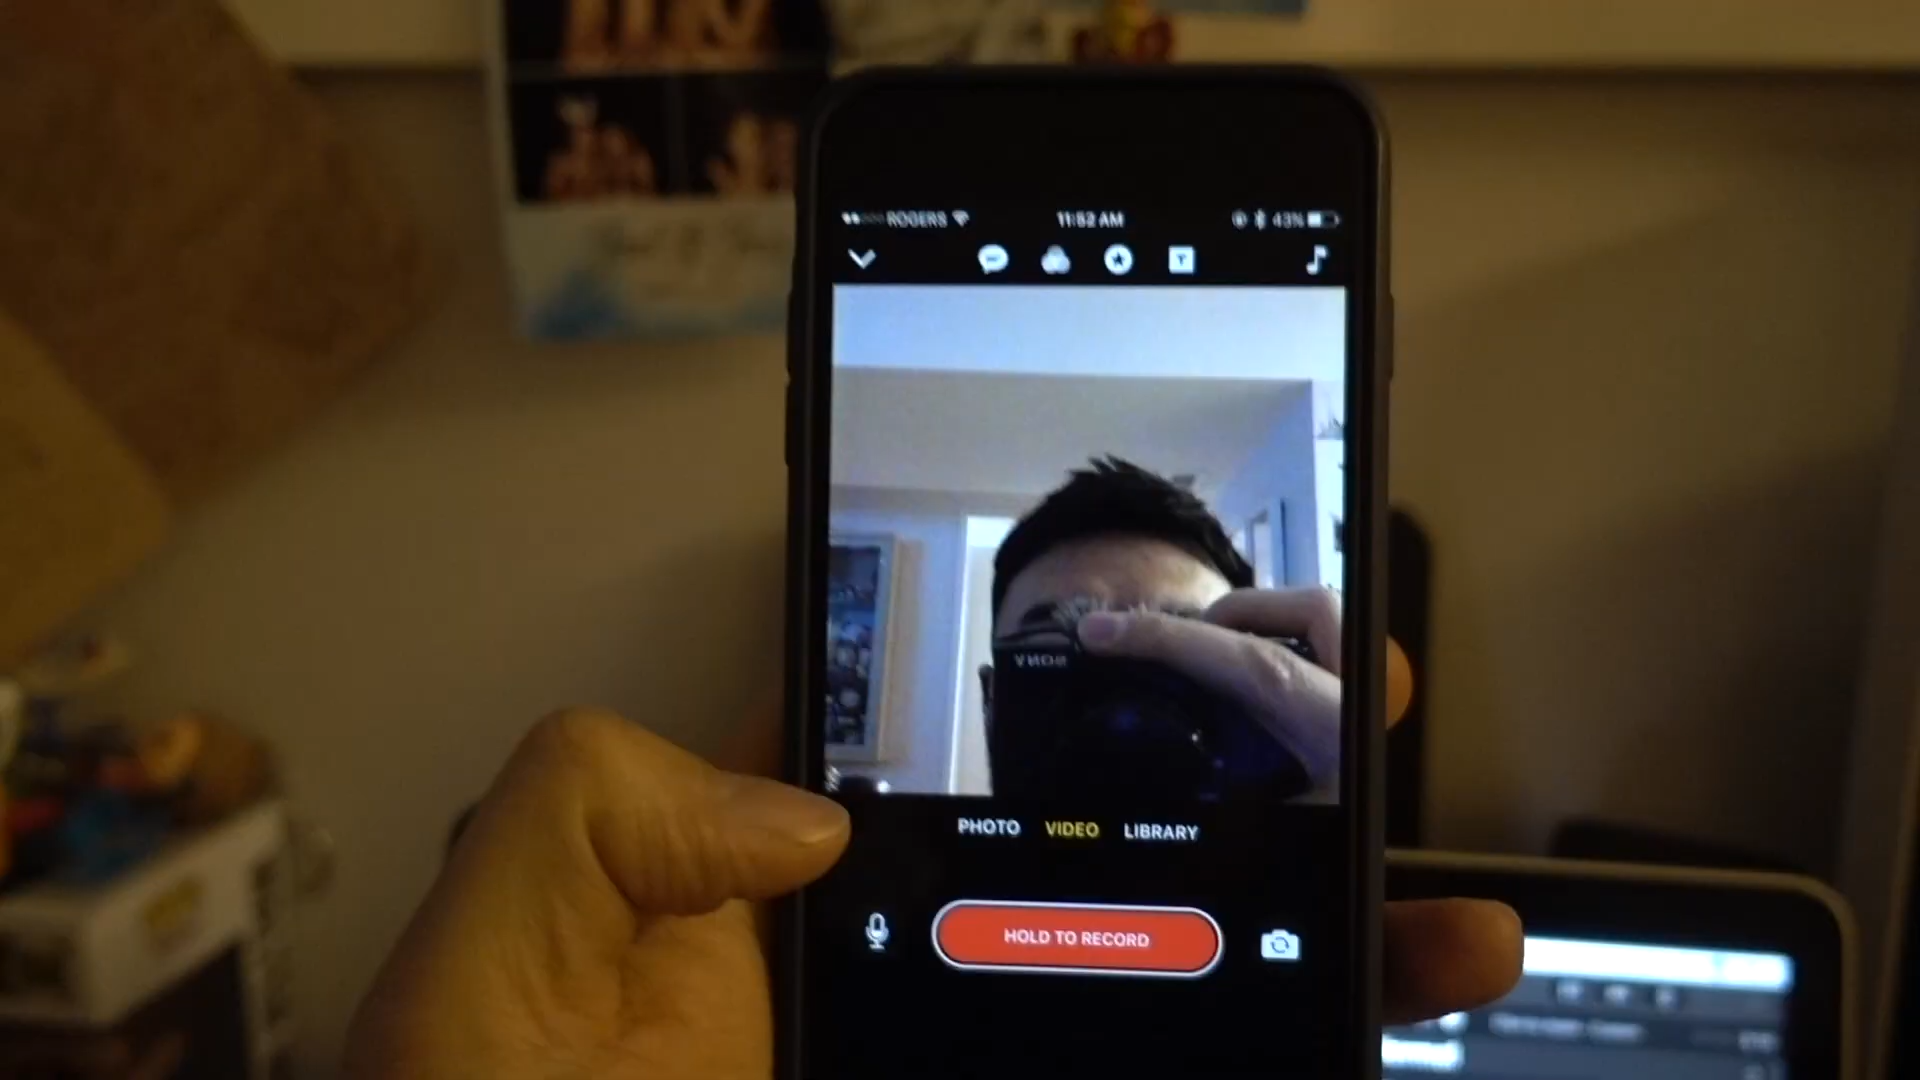 ROGERS 11:52 AM 43%
T
SONY
PHOTO VIDEO LIBRARY
HOLD TO RECORD